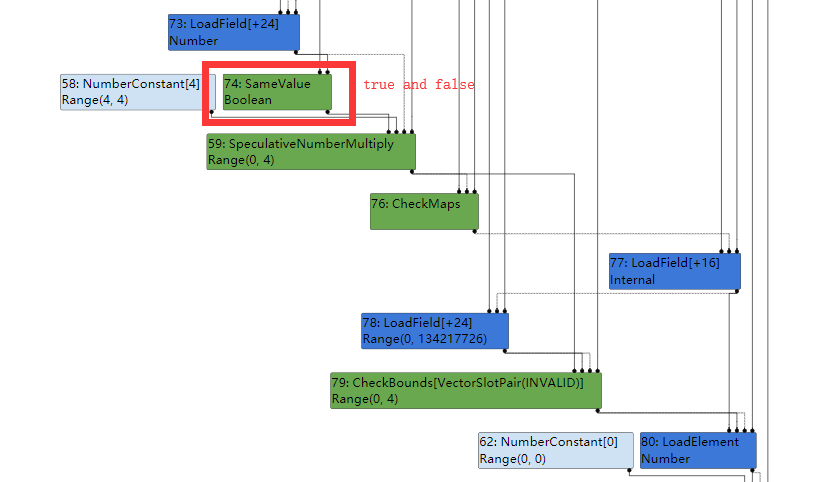 73: LoadField[+24]
Number
58: NumberConstant[4]
Range(4, 4)
74: SameValue
Boolean
true and false
59: SpeculativeNumberMultiply
Range(0, 4)
76: CheckMaps
77: LoadField[+16]
Internal
78: LoadField[+24]
Range(0, 134217726)
79: CheckBounds[VectorSlotPair(INVALID)]
Range(0, 4)
62: NumberConstant[0]
Range(0, 0)
80: LoadElement
Number